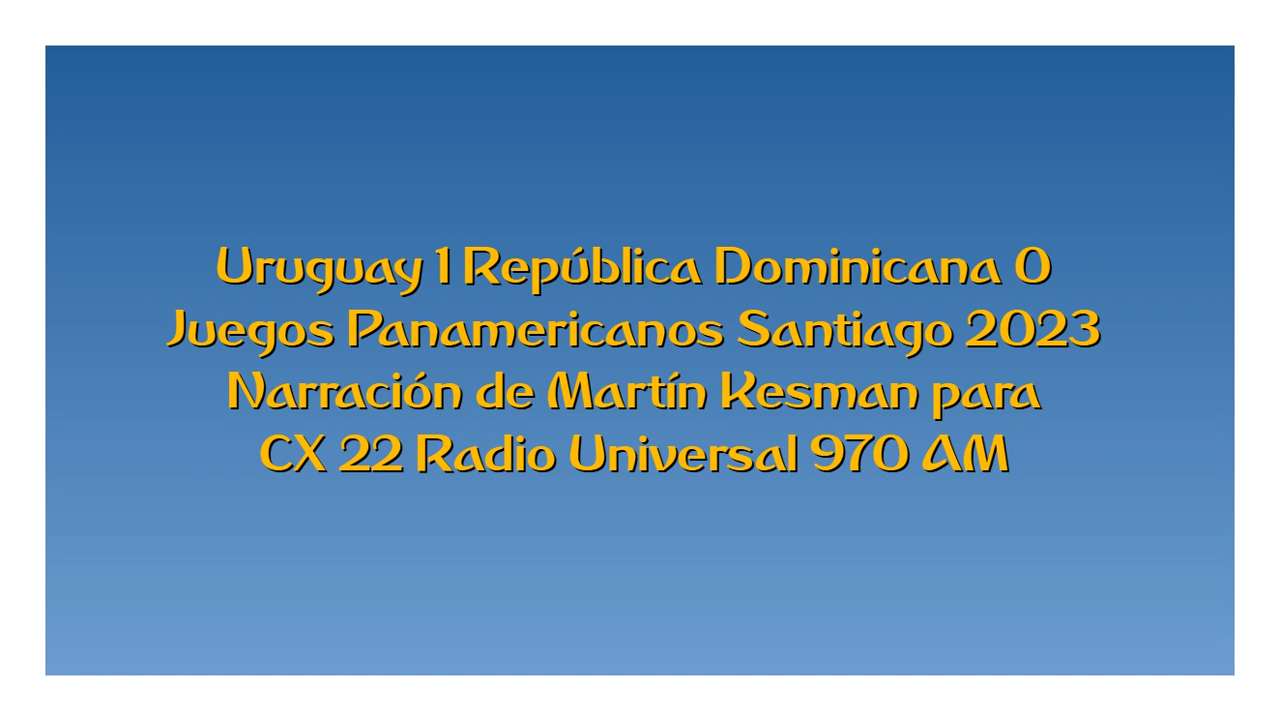 Uruguay 1 República Dominicana 0
Juegos Panamericanos Santiago 2023
Narración de Martín Kesman para
CX 22 Radio Universal 970 AM